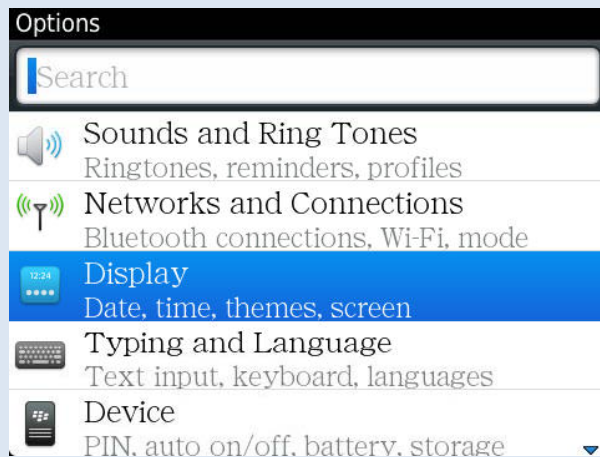 Options
Search
Sounds and Ring Tones
Ringtones, reminders, profiles
Networks and Connections
Bluetooth connections, Wi-Fi, mode
12:24
Display
Date, time, themes, screen
Typing and Language
Text input, keyboard, languages
Device
PIN, auto on/off, battery, storage